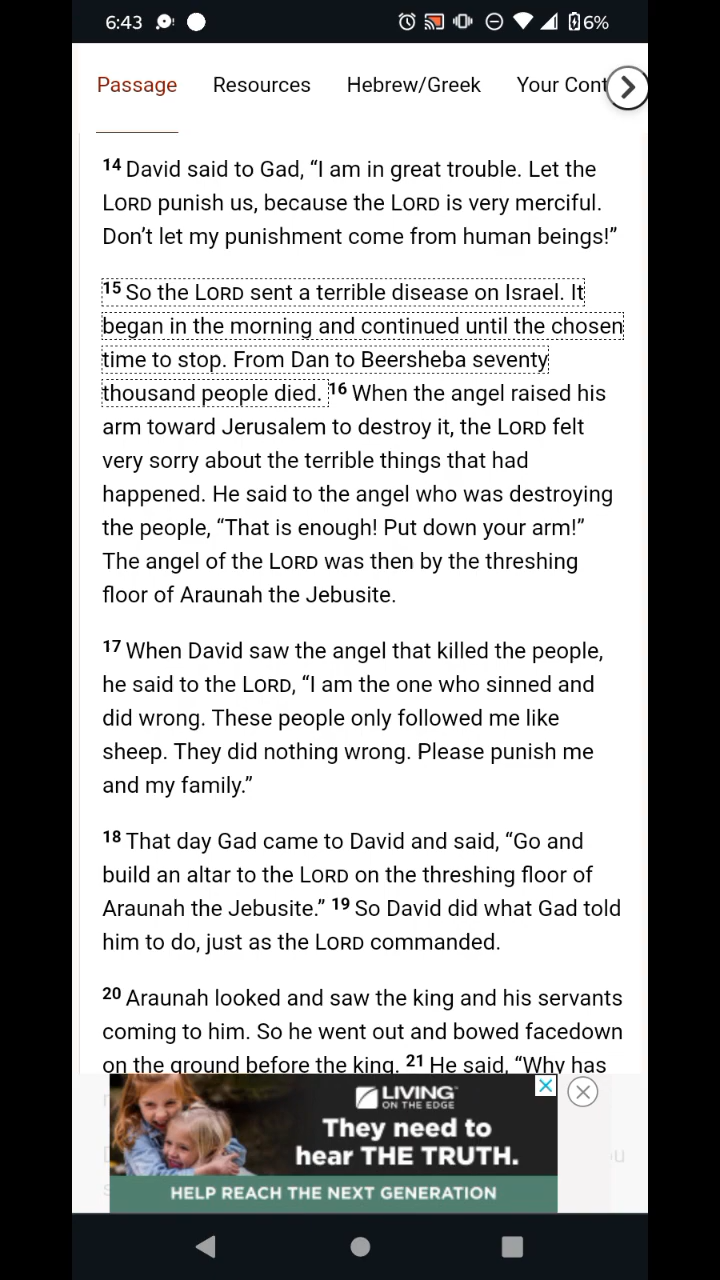 6:43 6%
Passage Resources Hebrew/Greek Your Cont
14 David said to Gad, “I am in great trouble. Let the
LORD punish us, because the LORD is very merciful.
Don’t let my punishment come from human beings!”
15 So the LORD sent a terrible disease on Israel. It
began in the morning and continued until the chosen
time to stop. From Dan to Beersheba seventy
thousand people died. 16 When the angel raised his
arm toward Jerusalem to destroy it, the LORD felt
very sorry about the terrible things that had
happened. He said to the angel who was destroying
the people, “That is enough! Put down your arm!”
The angel of the LORD was then by the threshing
floor of Araunah the Jebusite.
17 When David saw the angel that killed the people,
he said to the LORD, “I am the one who sinned and
did wrong. These people only followed me like
sheep. They did nothing wrong. Please punish me
and my family.”
18 That day Gad came to David and said, “Go and
build an altar to the LORD on the threshing floor of
Araunah the Jebusite.” 19 So David did what Gad told
him to do, just as the LORD commanded.
20 Araunah looked and saw the king and his servants
coming to him. So he went out and bowed facedown
on the ground before the king. 21 He said, “Why has
LIVING
ON THE EDGE
They need to
hear THE TRUTH.
HELP REACH THE NEXT GENERATION